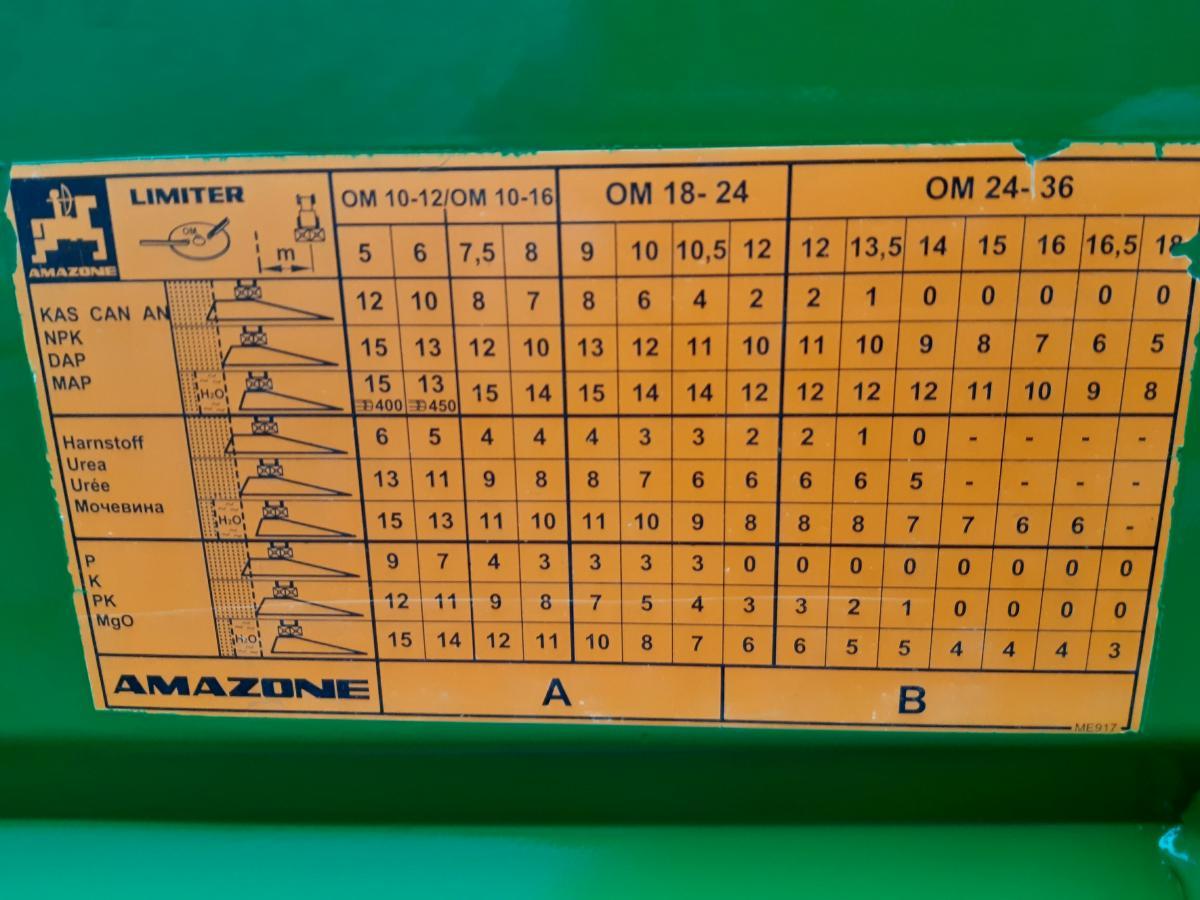 LIMITER
OM
m
AMAZONE
OM 10-12/OM 10-16 OM 18- 24 OM 24- 36
5 6 7,5 8 9 10 10,5 12 12 13,5 14 15 16 16,5 18
KAS CAN AN
NPK
DAP
MAP
H₂O
12 10 8 7 8 6 4 2 2 1 0 0 0 0 0
15 13 12 10 13 12 11 10 11 10 9 8 7 6 5
15 13 15 14 15 14 14 12 12 12 12 11 10 9 8
400 450
Harnstoff
Urea
Urée
Мочевина
H₂O
6 5 4 4 4 3 3 2 2 1 0 - - - -
13 11 9 8 8 7 6 6 6 6 5 - - - -
15 13 11 10 11 10 9 8 8 8 7 7 6 6 -
P
K
PK
MgO
H₂O
9 7 4 3 3 3 3 0 0 0 0 0 0 0 0
12 11 9 8 7 5 4 3 3 2 1 0 0 0 0
15 14 12 11 10 8 7 6 6 5 5 4 4 4 3
AMAZONE A B
ME917